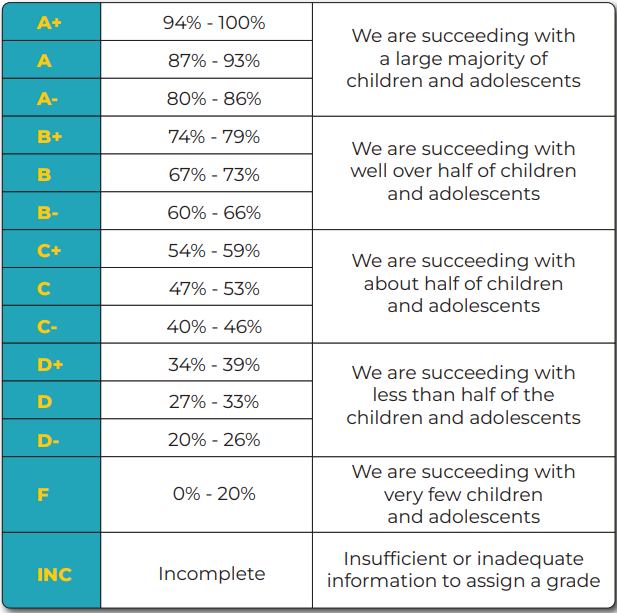 A+ 94% - 100%
We are succeeding with
a large majority of
children and adolescents
A 87% - 93%
A- 80% - 86%
B+ 74% - 79%
We are succeeding with
well over half of children
and adolescents
B 67% - 73%
B- 60% - 66%
C+ 54% - 59%
We are succeeding with
about half of children
and adolescents
C 47% - 53%
C- 40% - 46%
D+ 34% - 39%
We are succeeding with
less than half of the
children and adolescents
D 27% - 33%
D- 20% - 26%
F 0% - 20%
We are succeeding with
very few children
and adolescents
INC Incomplete
Insufficient or inadequate
information to assign a grade